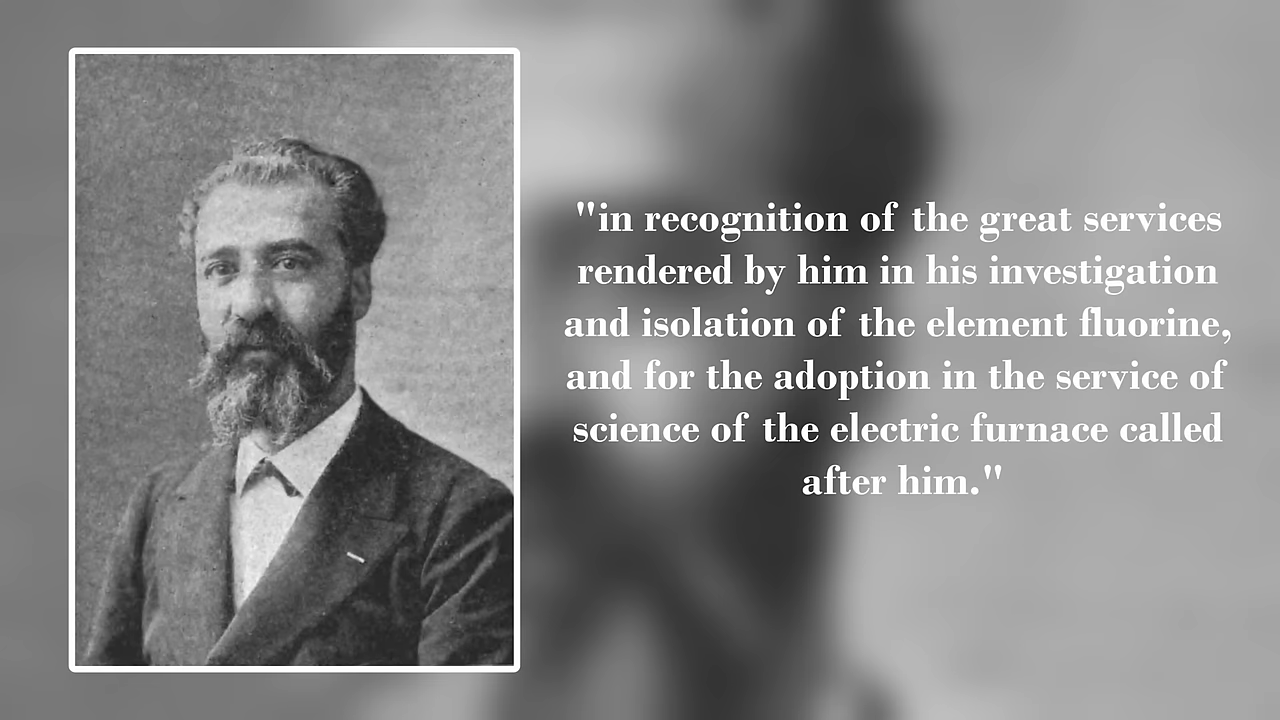 "in recognition of the great services
rendered by him in his investigation
and isolation of the element fluorine,
and for the adoption in the service of
science of the electric furnace called
after him."